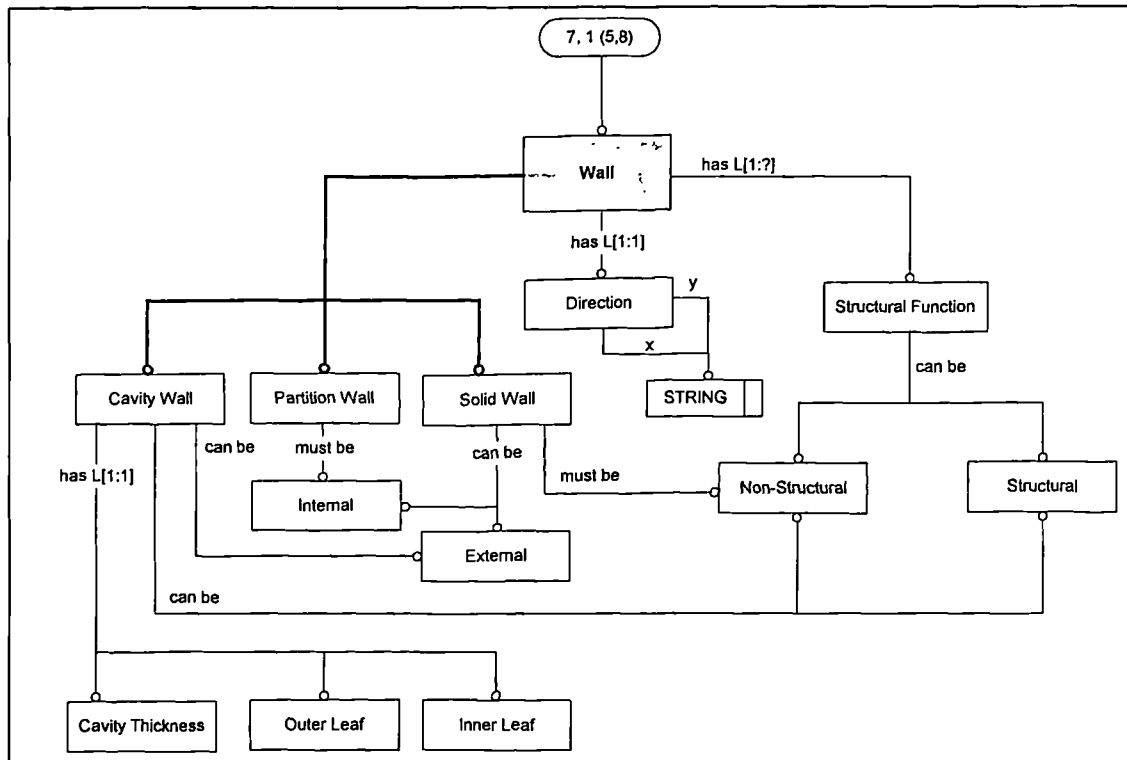 7, 1 (5,8)
Wall
has L[1:?]
has L[1:1]
Direction
y
x
Structural Function
STRING
can be
Cavity Wall
Partition Wall
Solid Wall
can be
must be
can be
has L[1:1]
must be
Internal
Non-Structural
Structural
External
can be
Cavity Thickness
Outer Leaf
Inner Leaf